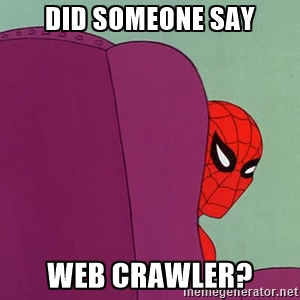 DID SOMEONE SAY
WEB CRAWLER?
memegenerator.net